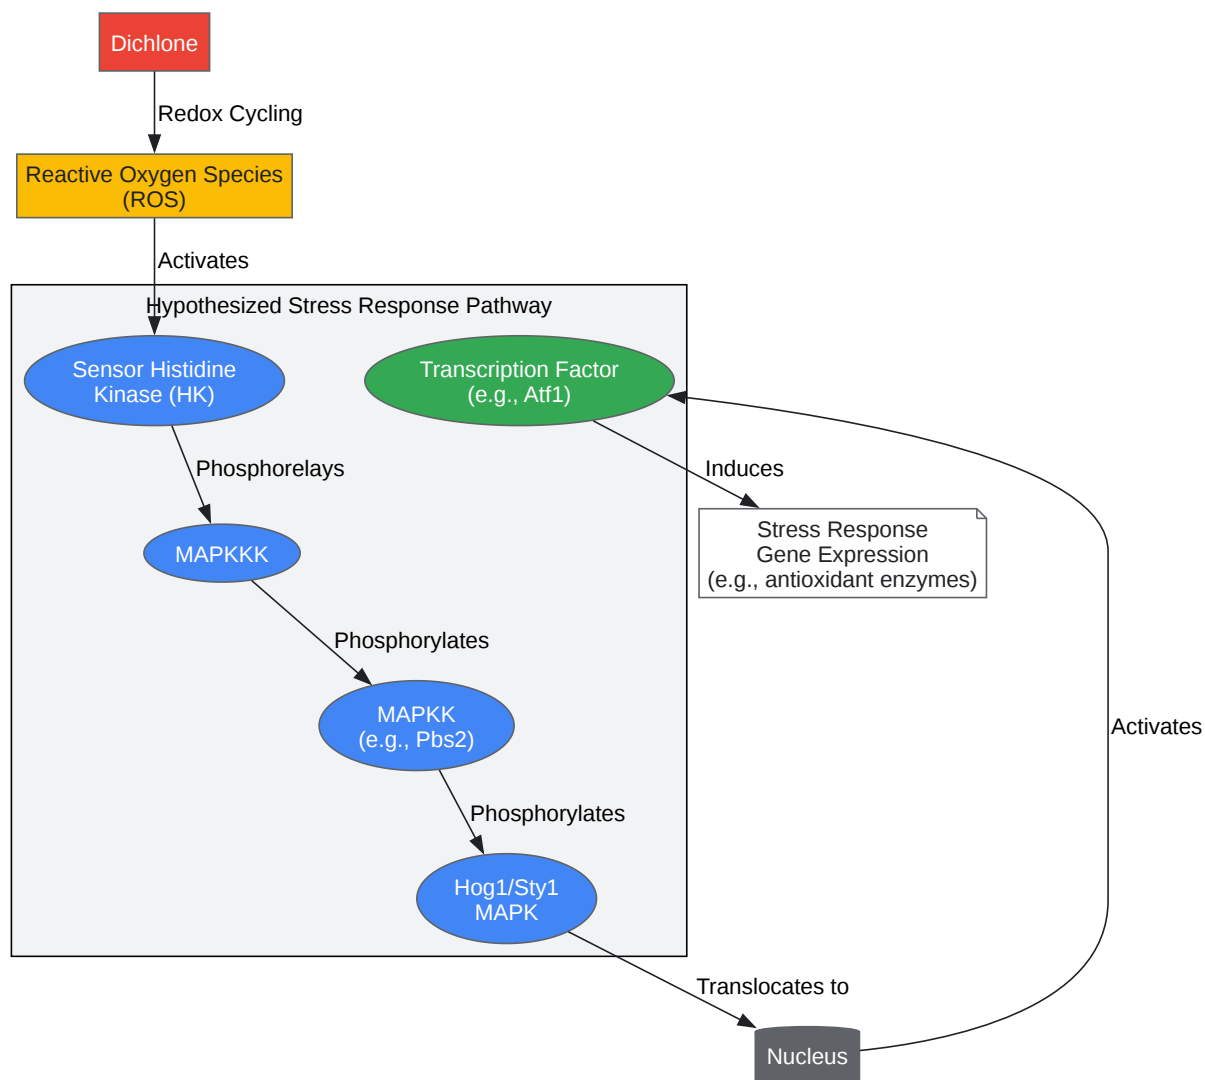 Dichlone
Redox Cycling
Reactive Oxygen Species
(ROS)
Activates
Hypothesized Stress Response Pathway
Sensor Histidine
Kinase (HK)
Transcription Factor
(e.g., Atf1)
Phosphorelays
Induces
MAPKKK
Stress Response
Gene Expression
(e.g., antioxidant enzymes)
Phosphorylates
MAPKK
(e.g., Pbs2)
Activates
Phosphorylates
Hog1/Sty1
MAPK
Translocates to
Nucleus